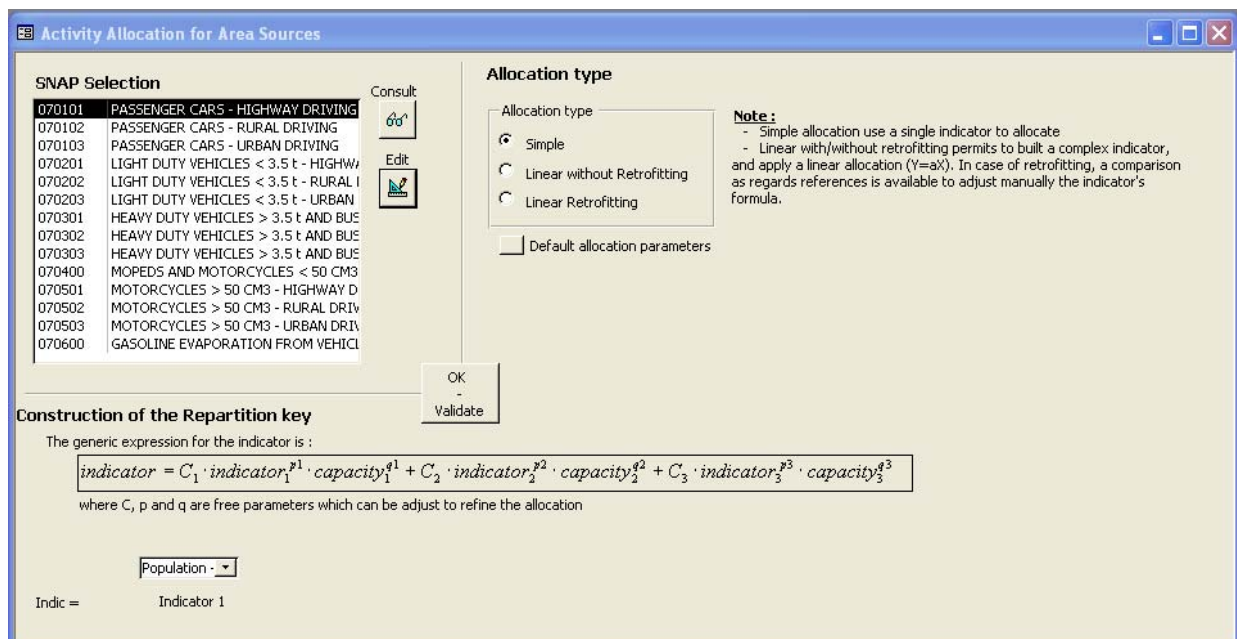 Activity Allocation for Area Sources
SNAP Selection
Consult
070101 PASSENGER CARS - HIGHWAY DRIVING
070102 PASSENGER CARS - RURAL DRIVING
070103 PASSENGER CARS - URBAN DRIVING
070201 LIGHT DUTY VEHICLES < 3.5 t - HIGHW
070202 LIGHT DUTY VEHICLES < 3.5 t - RURAL
070203 LIGHT DUTY VEHICLES < 3.5 t - URBAN
070301 HEAVY DUTY VEHICLES > 3.5 t AND BUS
070302 HEAVY DUTY VEHICLES > 3.5 t AND BUS
070303 HEAVY DUTY VEHICLES > 3.5 t AND BUS
070400 MOPEDS AND MOTORCYCLES < 50 CM3
070501 MOTORCYCLES > 50 CM3 - HIGHWAY D
070502 MOTORCYCLES > 50 CM3 - RURAL DRIV
070503 MOTORCYCLES > 50 CM3 - URBAN DRIV
070600 GASOLINE EVAPORATION FROM VEHICL
Edit
Allocation type
Allocation type
Simple
Linear without Retrofitting
Linear Retrofitting
Default allocation parameters
Note :
- Simple allocation use a single indicator to allocate
- Linear with/without retrofitting permits to built a complex indicator,
and apply a linear allocation (Y=aX). In case of retrofitting, a comparison
as regards references is available to adjust manually the indicator's
formula.
OK
-
Validate
Construction of the Repartition key
The generic expression for the indicator is :
indicator = C₁ · indicator₁^p1 · capacity₁^q1 + C₂ · indicator₂^p2 · capacity₂^q2 + C₃ · indicator₃^p3 · capacity₃^q3
where C, p and q are free parameters which can be adjust to refine the allocation
Population -
Indic = Indicator 1